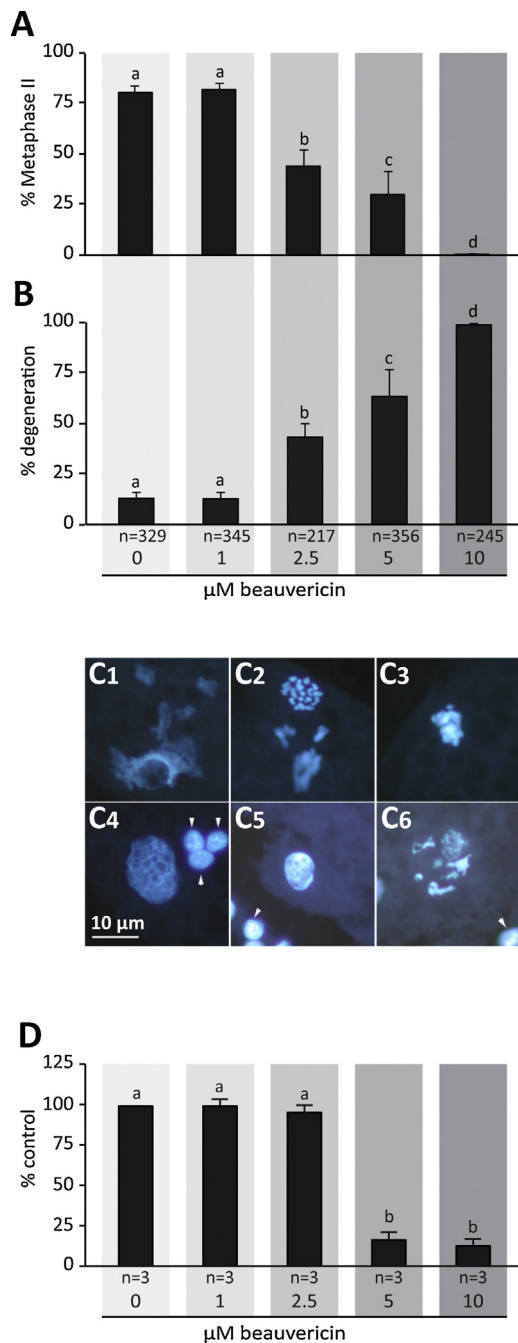 A
% Metaphase II
100
75
50
25
0
a
a
b
c
d
B
% degeneration
100
75
50
25
0
a
a
b
c
d
n=329 n=345 n=217 n=356 n=245
0 1 2.5 5 10
µM beauvericin
C1 C2 C3
C4 C5 C6
10 µm
D
% control
125
100
75
50
25
0
a
a
a
b
b
n=3 n=3 n=3 n=3 n=3
0 1 2.5 5 10
µM beauvericin